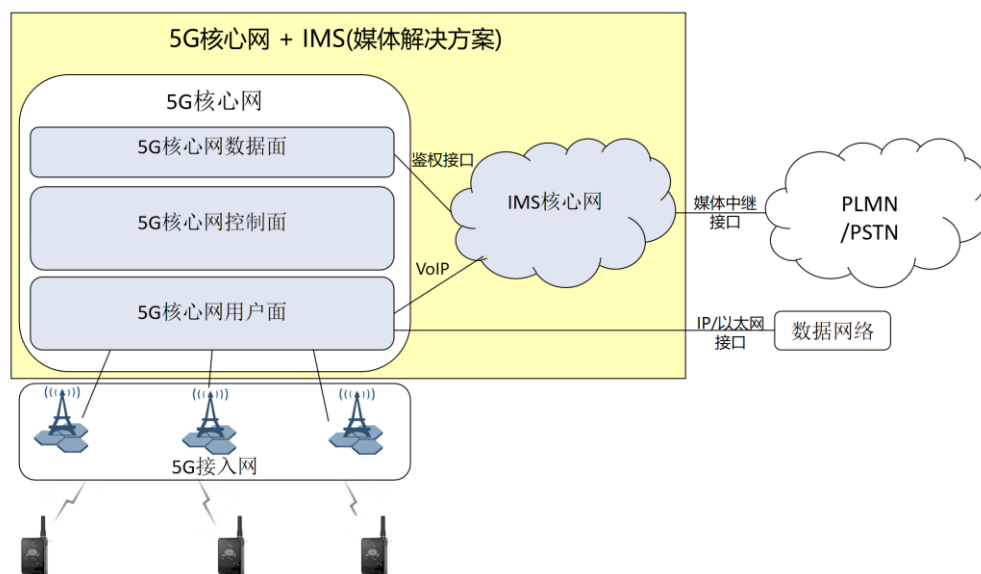 5G核心网 + IMS(媒体解决方案)
5G核心网
5G核心网数据面
鉴权接口
5G核心网控制面
IMS核心网
媒体中继
接口
PLMN
/PSTN
VoIP
5G核心网用户面
IP/以太网
接口
数据网络
5G接入网